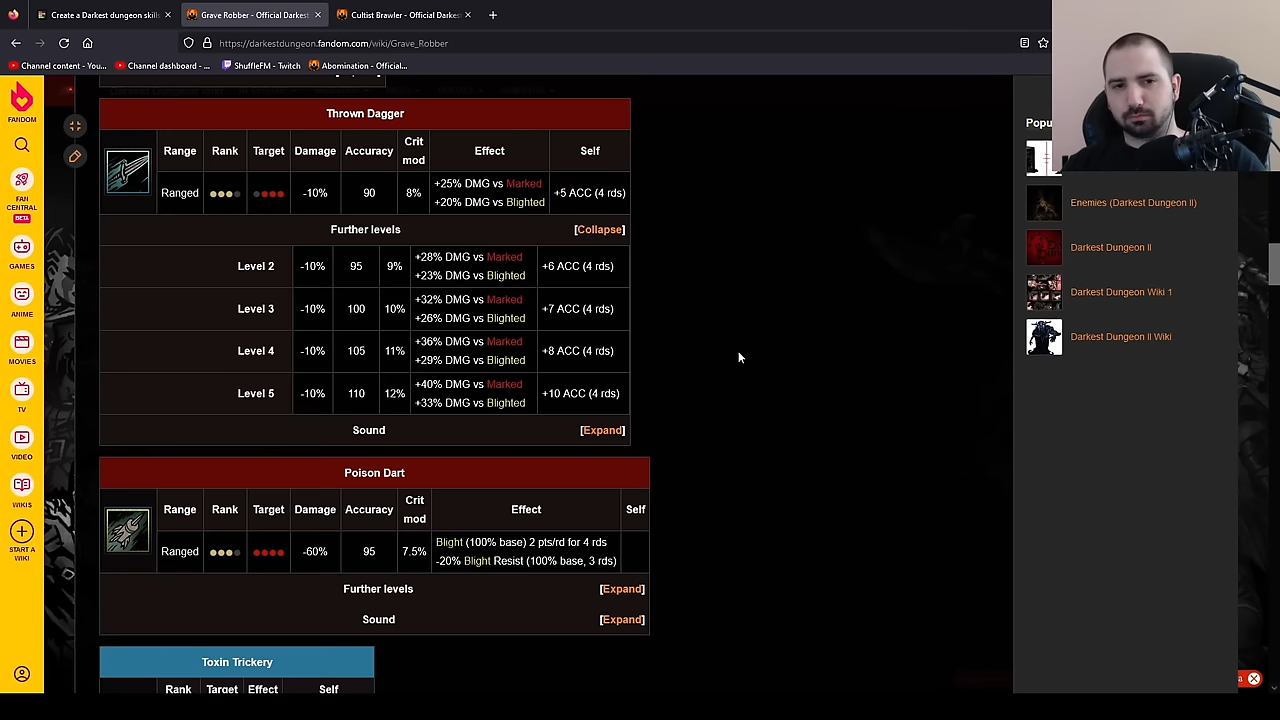 Create a Darkest dungeon skills
Grave Robber - Official Darkest
Cultist Brawler - Official Darkest
https://darkestdungeon.fandom.com/wiki/Grave_Robber
Channel content - You...
Channel dashboard - ...
ShuffleFM - Twitch
Abomination - Official...
FANDOM
FAN CENTRAL
BETA
GAMES
ANIME
MOVIES
TV
VIDEO
WIKIS
START A WIKI
Thrown Dagger
Range Rank Target Damage Accuracy Crit mod Effect Self
Ranged -10% 90 8% +25% DMG vs Marked +5 ACC (4 rds)
+20% DMG vs Blighted
Further levels [Collapse]
Level 2 -10% 95 9% +28% DMG vs Marked +6 ACC (4 rds)
+23% DMG vs Blighted
Level 3 -10% 100 10% +32% DMG vs Marked +7 ACC (4 rds)
+26% DMG vs Blighted
Level 4 -10% 105 11% +36% DMG vs Marked +8 ACC (4 rds)
+29% DMG vs Blighted
Level 5 -10% 110 12% +40% DMG vs Marked +10 ACC (4 rds)
+33% DMG vs Blighted
Sound [Expand]
Poison Dart
Range Rank Target Damage Accuracy Crit mod Effect Self
Ranged -60% 95 7.5% Blight (100% base) 2 pts/rd for 4 rds
-20% Blight Resist (100% base, 3 rds)
Further levels [Expand]
Sound [Expand]
Toxin Trickery
Rank Target Effect Self
Popu
Enemies (Darkest Dungeon II)
Darkest Dungeon II
Darkest Dungeon Wiki 1
Darkest Dungeon II Wiki